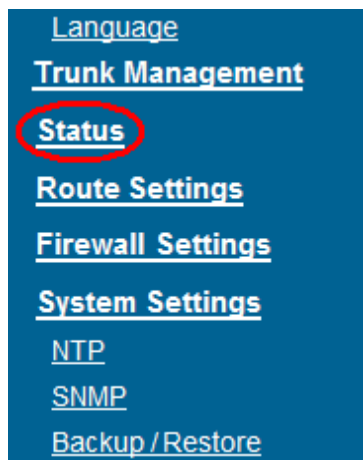 Language
Trunk Management
Status
Route Settings
Firewall Settings
System Settings
NTP
SNMP
Backup / Restore